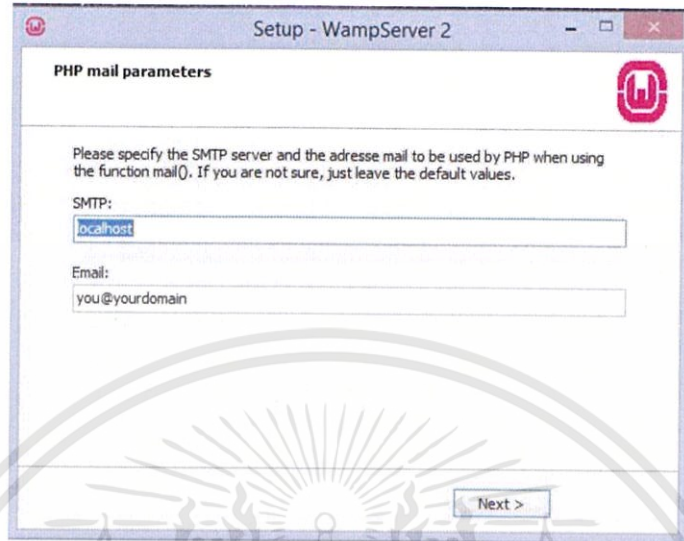 Setup - WampServer 2
PHP mail parameters
Please specify the SMTP server and the adresse mail to be used by PHP when using
the function mail(). If you are not sure, just leave the default values.
SMTP:
localhost
Email:
you@yourdomain
Next >